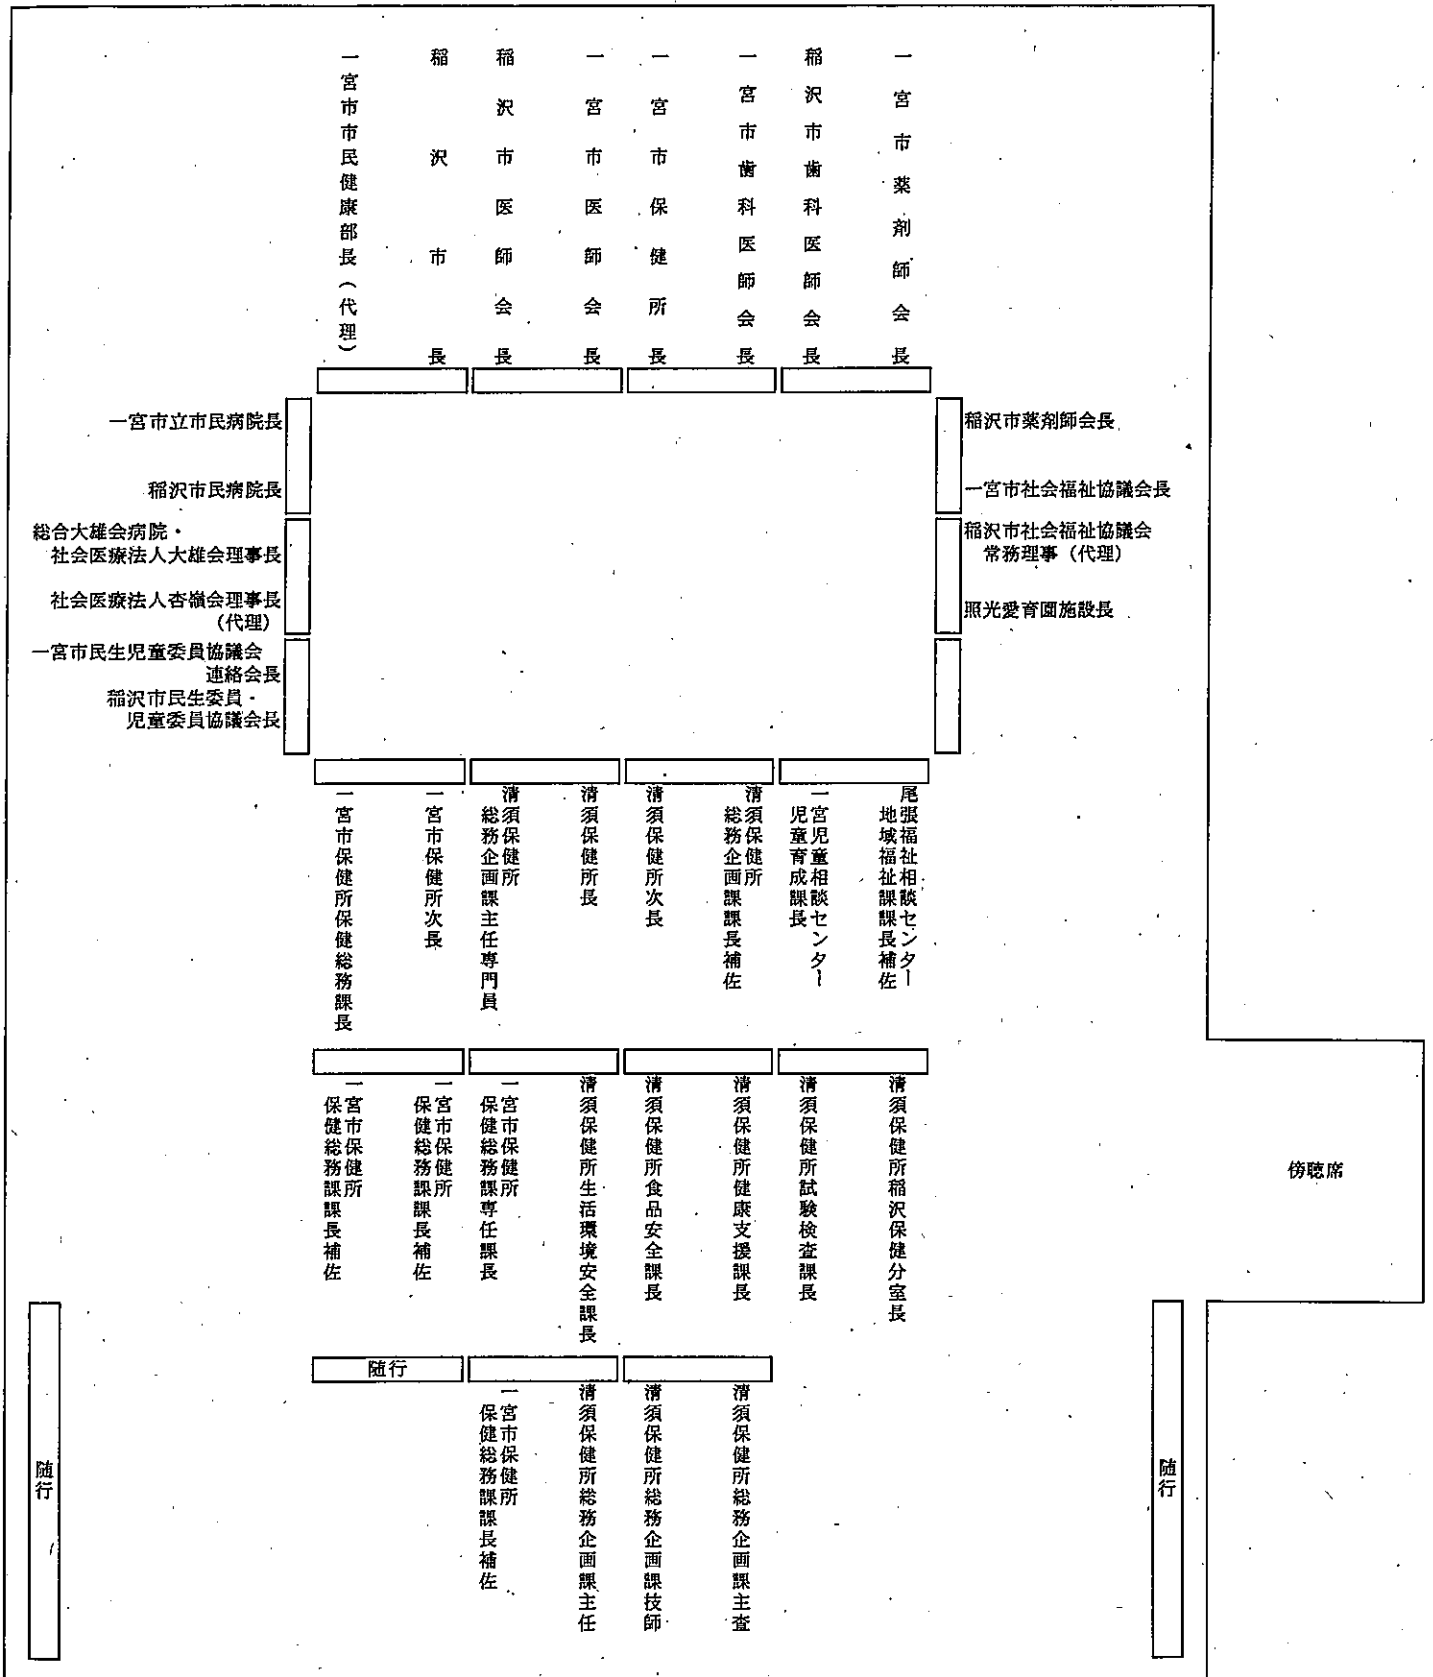 一宮市市民健康部長（代理）
稲沢市長
稲沢市医師会長
一宮市医師会長
一宮市保健所長
一宮市歯科医師会長
稲沢市歯科医師会長
一宮市薬剤師会長
一宮市立市民病院長
稲沢市民病院長
総合大雄会病院・
社会医療法人大雄会理事長
社会医療法人杏嶺会理事長
（代理）
一宮市民生児童委員協議会
連絡会長
稲沢市民生委員・
児童委員協議会長
稲沢市薬剤師会長
一宮市社会福祉協議会長
稲沢市社会福祉協議会
常務理事（代理）
照光愛育園施設長
一宮市保健所保健総務課長
一宮市保健所次長
清須保健所
総務企画課主任専門員
清須保健所長
清須保健所次長
清須保健所
総務企画課課長補佐
一宮児童相談センター
児童育成課長
尾張福祉相談センター
地域福祉課課長補佐
一宮市保健所
保健総務課課長補佐
一宮市保健所
保健総務課課長補佐
一宮市保健所
保健総務課専任課長
清須保健所生活環境安全課長
清須保健所食品安全課長
清須保健所健康支援課長
清須保健所試験検査課長
清須保健所稲沢保健分室長
傍聴席
随行
一宮市保健所
保健総務課課長補佐
清須保健所総務企画課主任
清須保健所総務企画課技師
清須保健所総務企画課主査
随行
随行